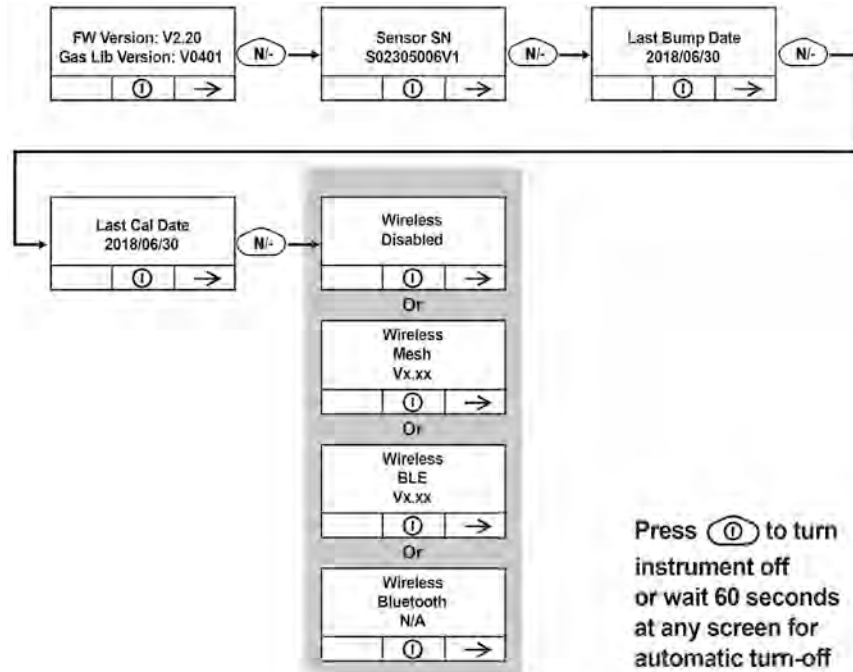 FW Version: V2.20
Gas Lib Version: V0401
N/-
Sensor SN
S02305006V1
N/-
Last Bump Date
2018/06/30
N/-
Last Cal Date
2018/06/30
N/-
Wireless
Disabled
Or
Wireless
Mesh
Vx.xx
Or
Wireless
BLE
Vx.xx
Or
Wireless
Bluetooth
N/A
Press to turn
instrument off
or wait 60 seconds
at any screen for
automatic turn-off